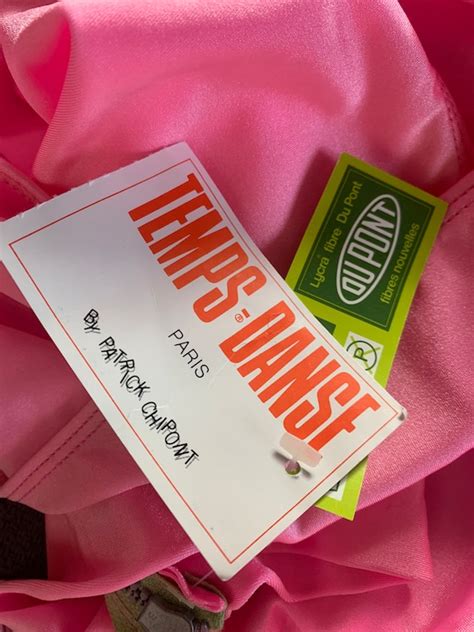 TEMPS-DANSE
®
PARIS
BY PATRICK CHIPONT
Lycra® fibre Du Pont
DU PONT
fibres nouvelles